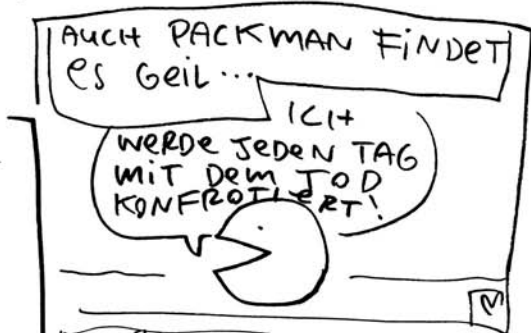 AUCH PACKMAN FINDET
ES GEIL...
ICH
WERDE JEDEN TAG
MIT DEM TOD
KONFROTIERT!